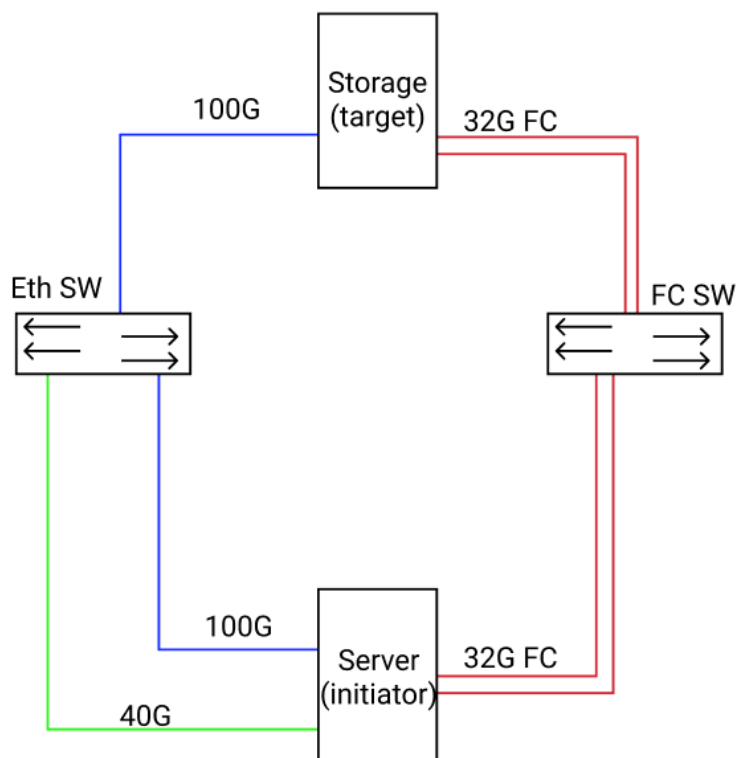 Storage
(target)
100G
32G FC
Eth SW
FC SW
100G
40G
Server
(initiator)
32G FC